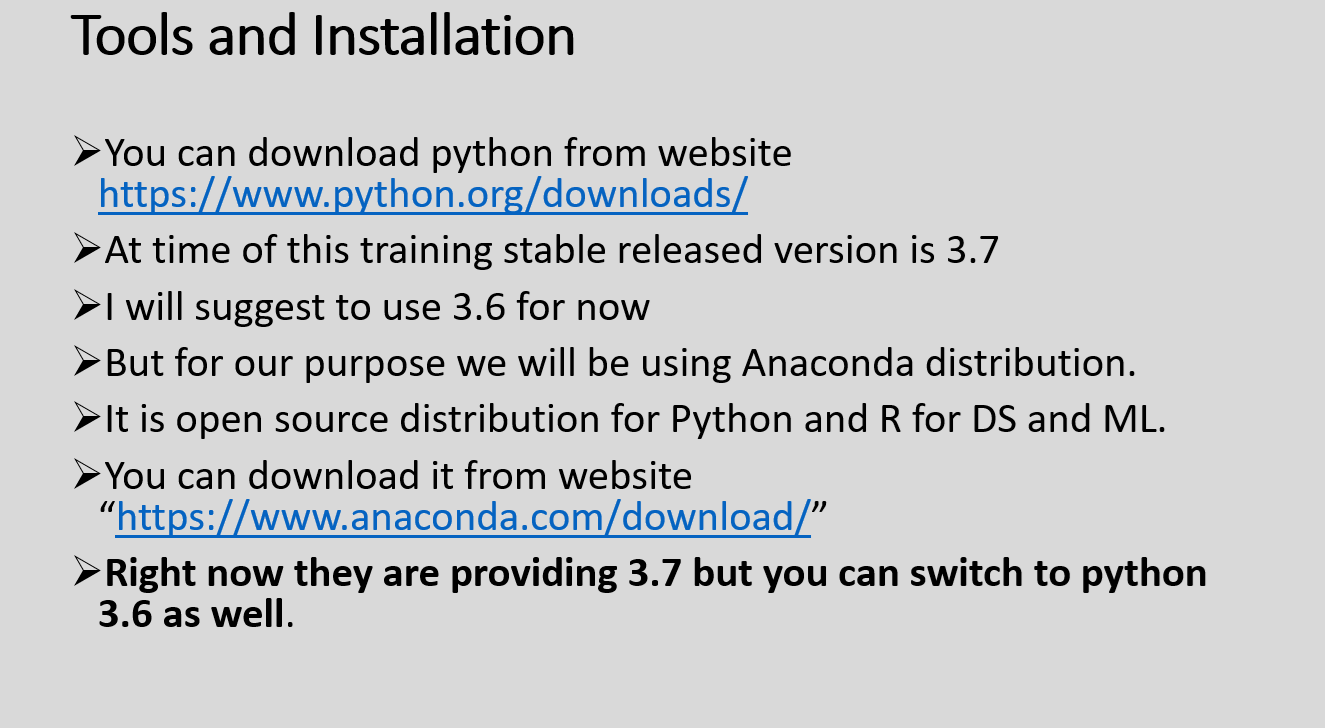 Tools and Installation
➢You can download python from website
https://www.python.org/downloads/
➢At time of this training stable released version is 3.7
➢I will suggest to use 3.6 for now
➢But for our purpose we will be using Anaconda distribution.
➢It is open source distribution for Python and R for DS and ML.
➢You can download it from website
“https://www.anaconda.com/download/”
➢Right now they are providing 3.7 but you can switch to python
3.6 as well.